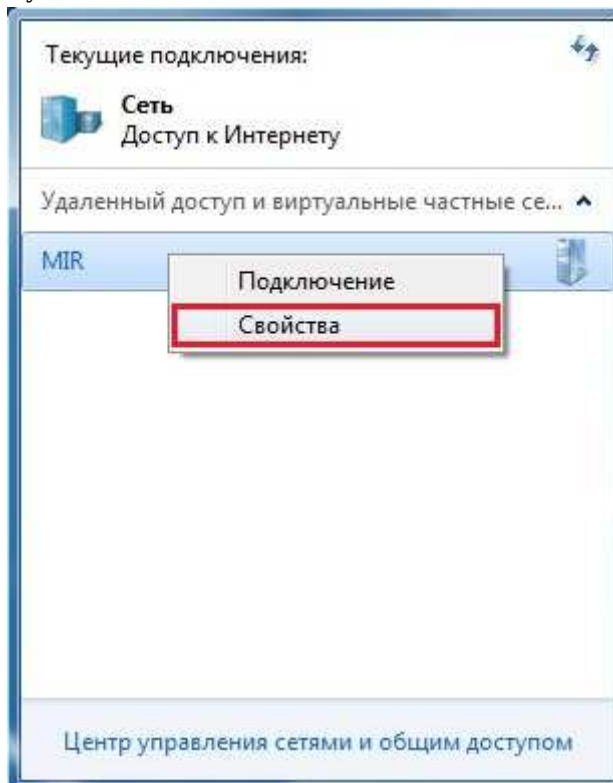 Текущие подключения:
Сеть
Доступ к Интернету
Удаленный доступ и виртуальные частные се...
MIR
Подключение
Свойства
Центр управления сетями и общим доступом